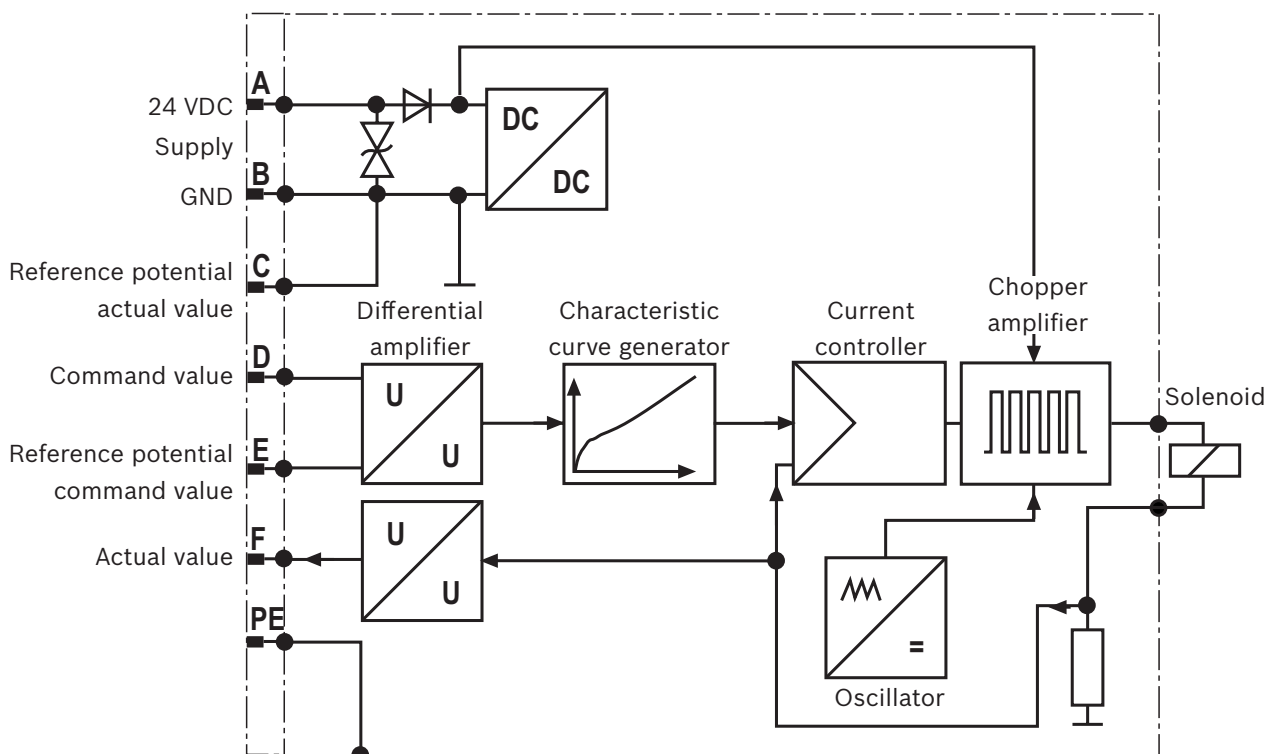 A
24 VDC
Supply
B
GND
DC
DC
C
Reference potential
actual value
Differential
amplifier
Characteristic
curve generator
Current
controller
Chopper
amplifier
D
Command value
U
U
Solenoid
E
Reference potential
command value
F
Actual value
U
U
PE
=
Oscillator